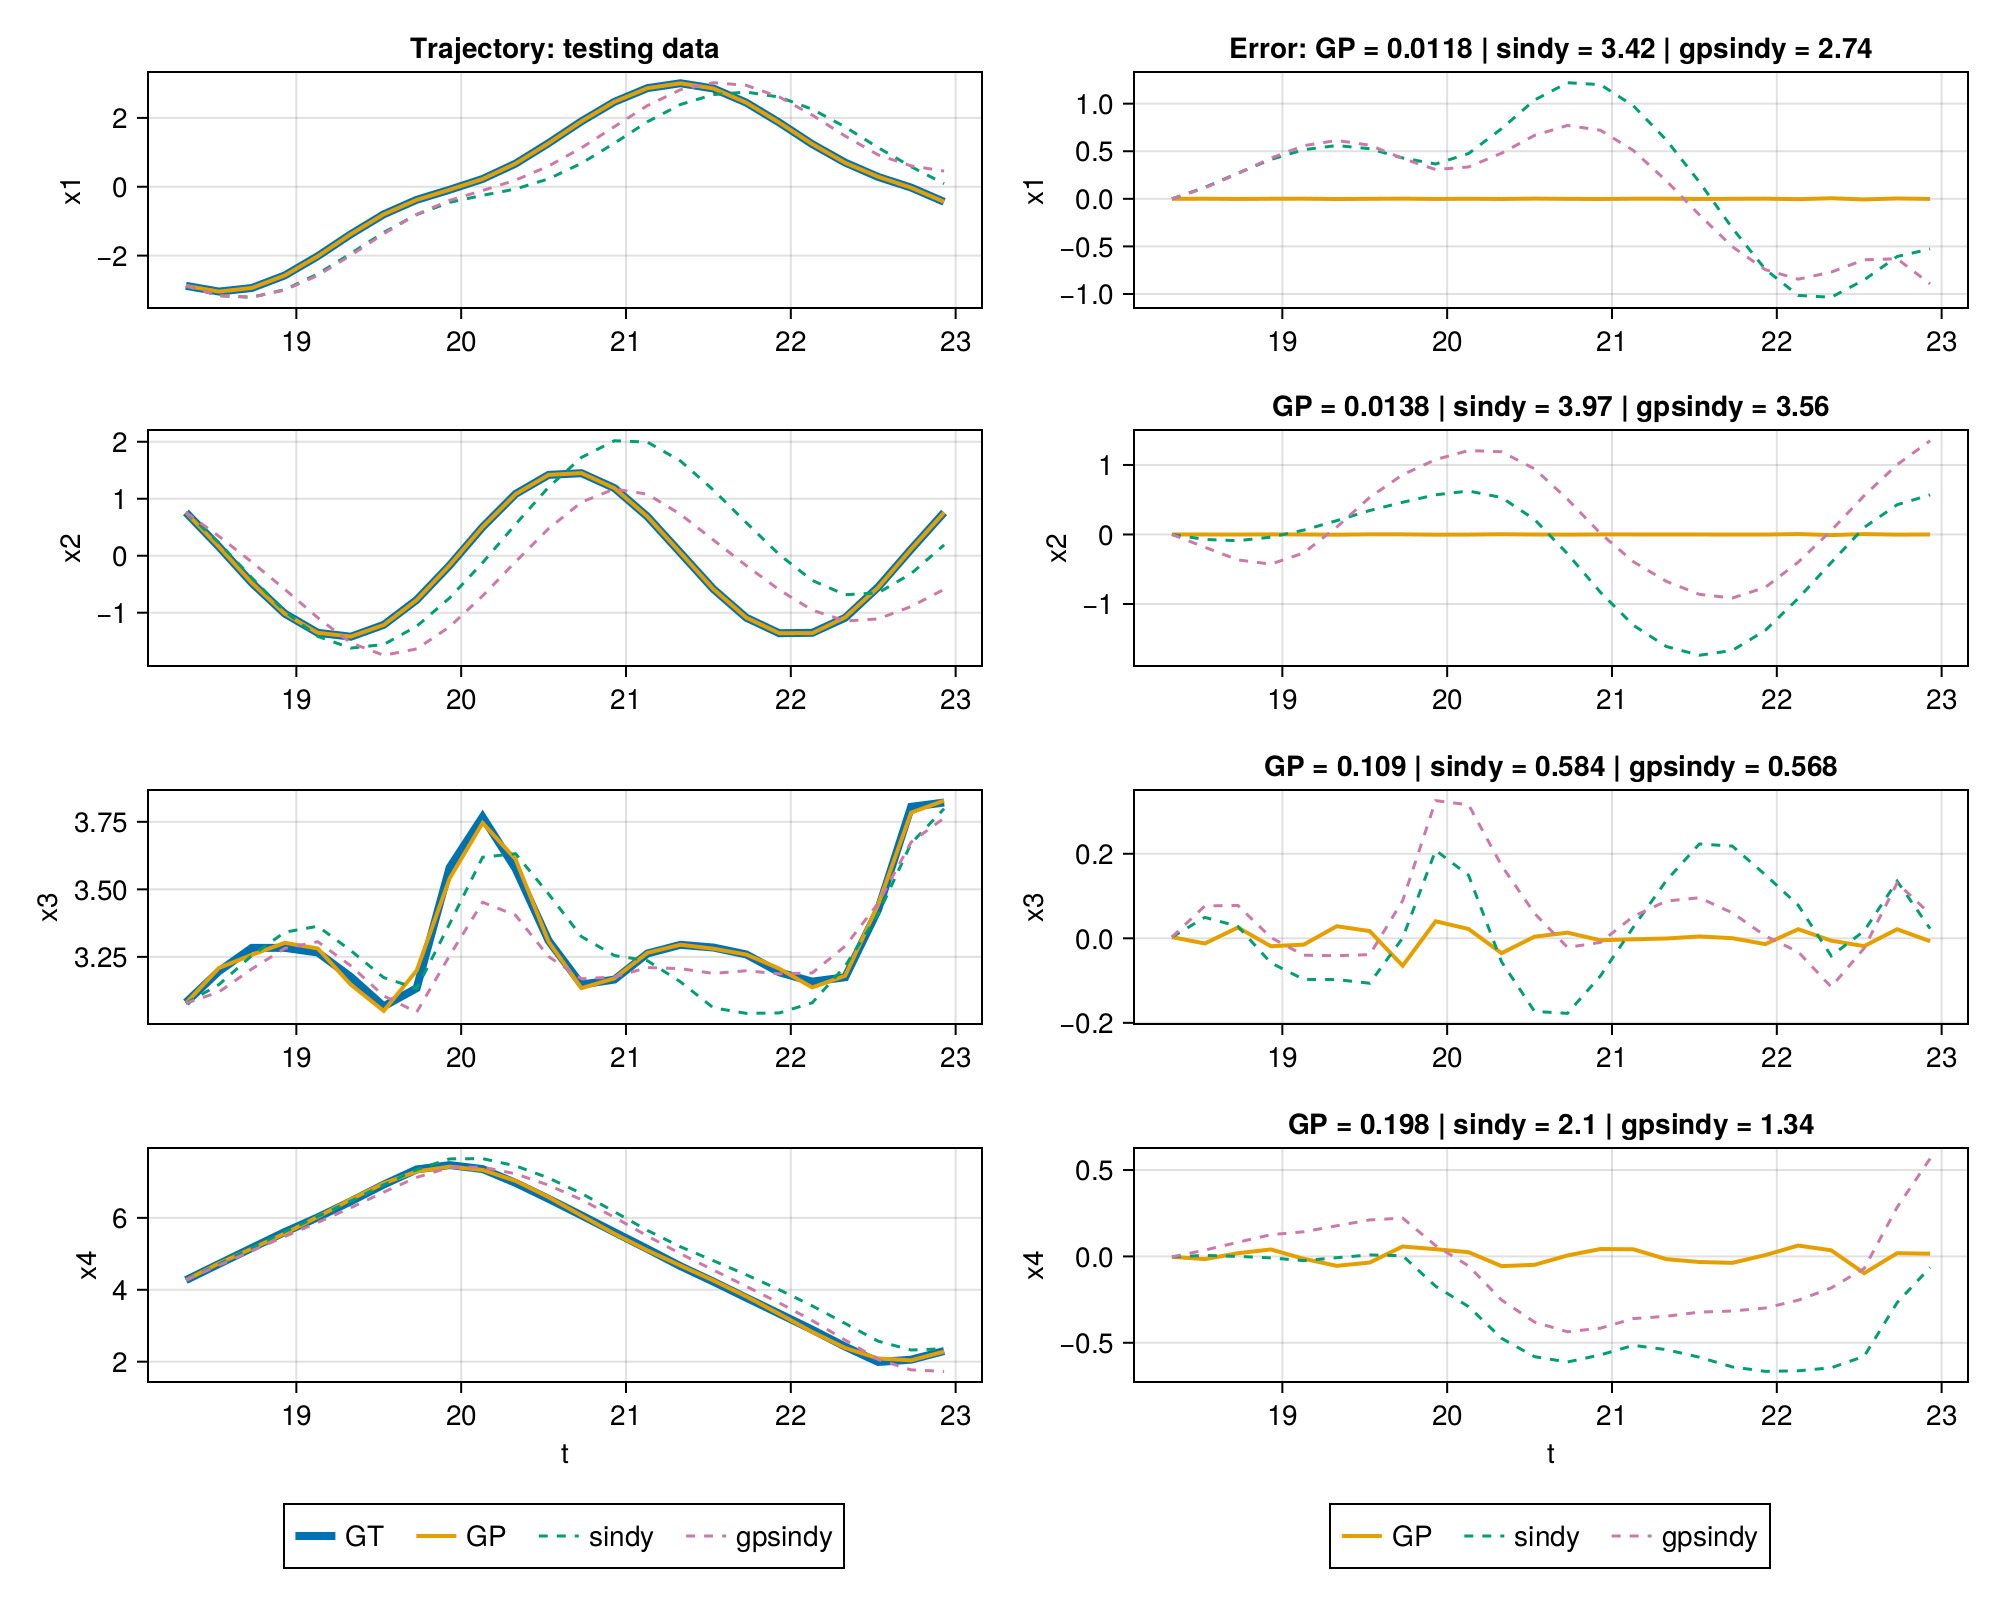 Trajectory: testing data
x1
2
0
−2
19 20 21 22 23
Error: GP = 0.0118 | sindy = 3.42 | gpsindy = 2.74
x1
1.0
0.5
0.0
−0.5
−1.0
19 20 21 22 23
x2
2
1
0
−1
19 20 21 22 23
GP = 0.0138 | sindy = 3.97 | gpsindy = 3.56
x2
1
0
−1
19 20 21 22 23
x3
3.75
3.50
3.25
19 20 21 22 23
GP = 0.109 | sindy = 0.584 | gpsindy = 0.568
x3
0.2
0.0
−0.2
19 20 21 22 23
x4
6
4
2
19 20 21 22 23
t
GP = 0.198 | sindy = 2.1 | gpsindy = 1.34
x4
0.5
0.0
−0.5
19 20 21 22 23
t
GT GP sindy gpsindy
GP sindy gpsindy